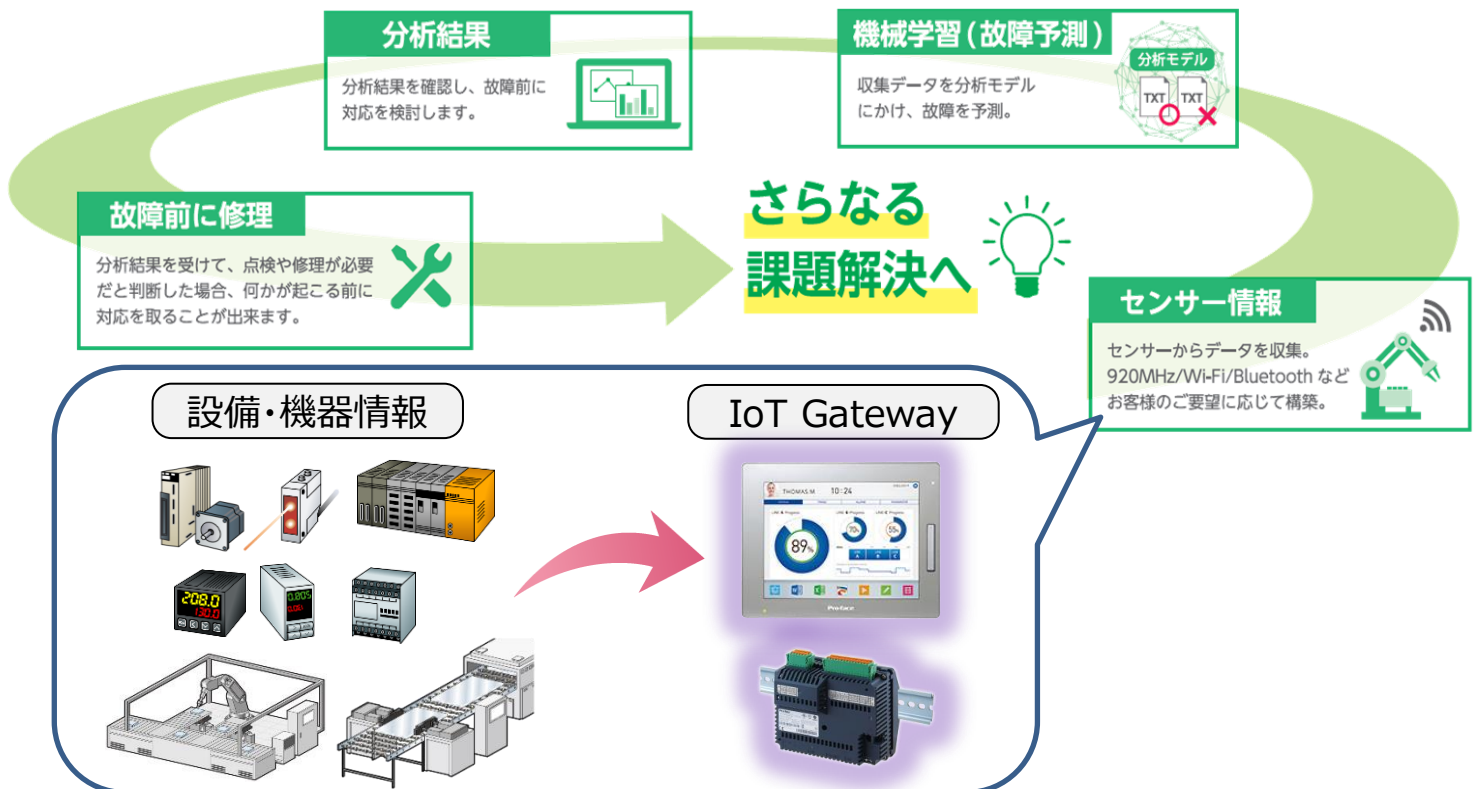 分析結果
分析結果を確認し、故障前に
対応を検討します。
機械学習(故障予測)
収集データを分析モデル
にかけ、故障を予測。
分析モデル
TXT TXT
故障前に修理
分析結果を受けて、点検や修理が必要
だと判断した場合、何かが起こる前に
対応を取ることが出来ます。
さらなる
課題解決へ
センサー情報
センサーからデータを収集。
920MHz/Wi-Fi/Bluetooth など
お客様のご要望に応じて構築。
設備・機器情報
IoT Gateway
208.0
130.0
0.005
THOMAS.M 10:24
89%
70%
55%
Pro-face